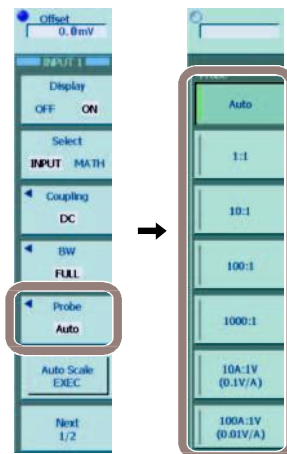 Offset
0.0mV
INPUT 1
Display
OFF ON
Select
INPUT MATH
Coupling
DC
BW
FULL
Probe
Auto
Auto Scale
EXEC
Next
1/2
Probe
Auto
1:1
10:1
100:1
1000:1
10A:1V
(0.1V/A)
100A:1V
(0.01V/A)